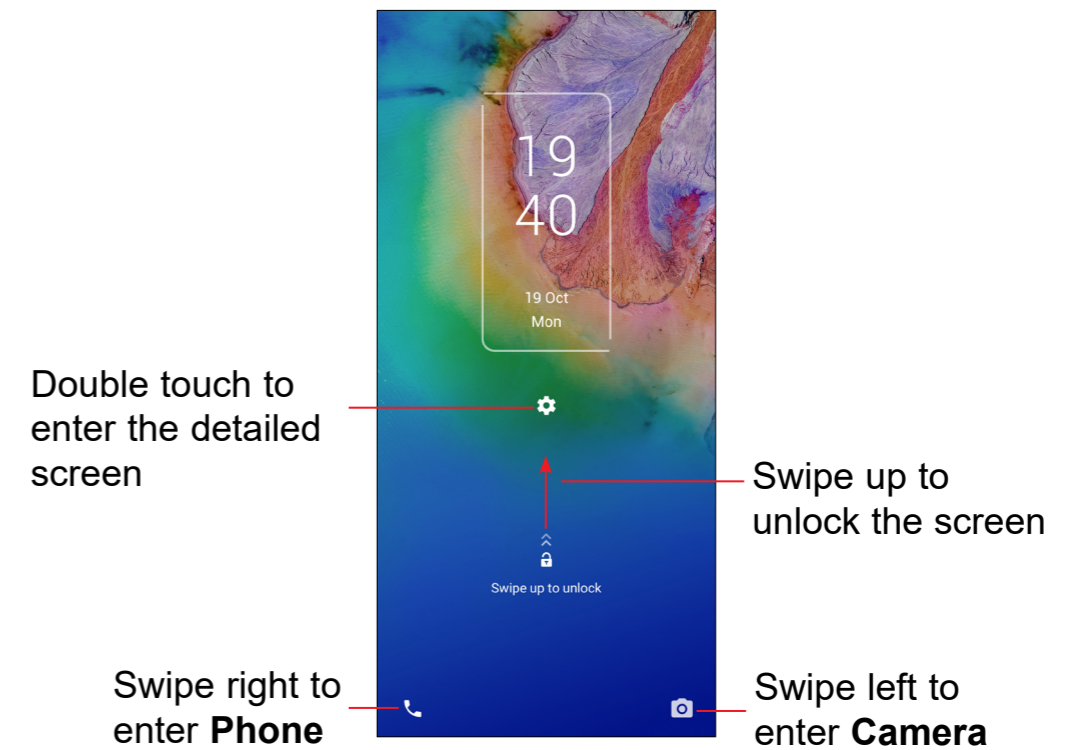 19
40
19 Oct
Mon
Double touch to
enter the detailed
screen
Swipe up to
unlock the screen
Swipe up to unlock
Swipe right to
enter Phone
Swipe left to
enter Camera